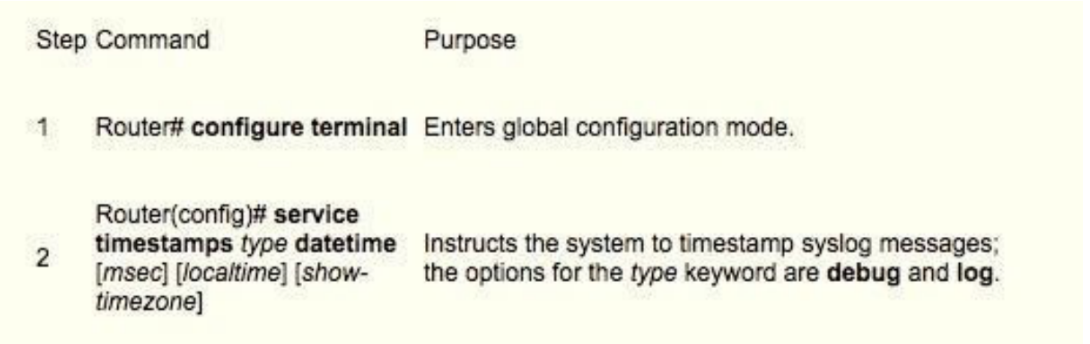 Step Command Purpose
1 Router# configure terminal Enters global configuration mode.
2 Router(config)# service
timestamps type datetime
[msec] [localtime] [show-
timezone]
Instructs the system to timestamp syslog messages;
the options for the type keyword are debug and log.